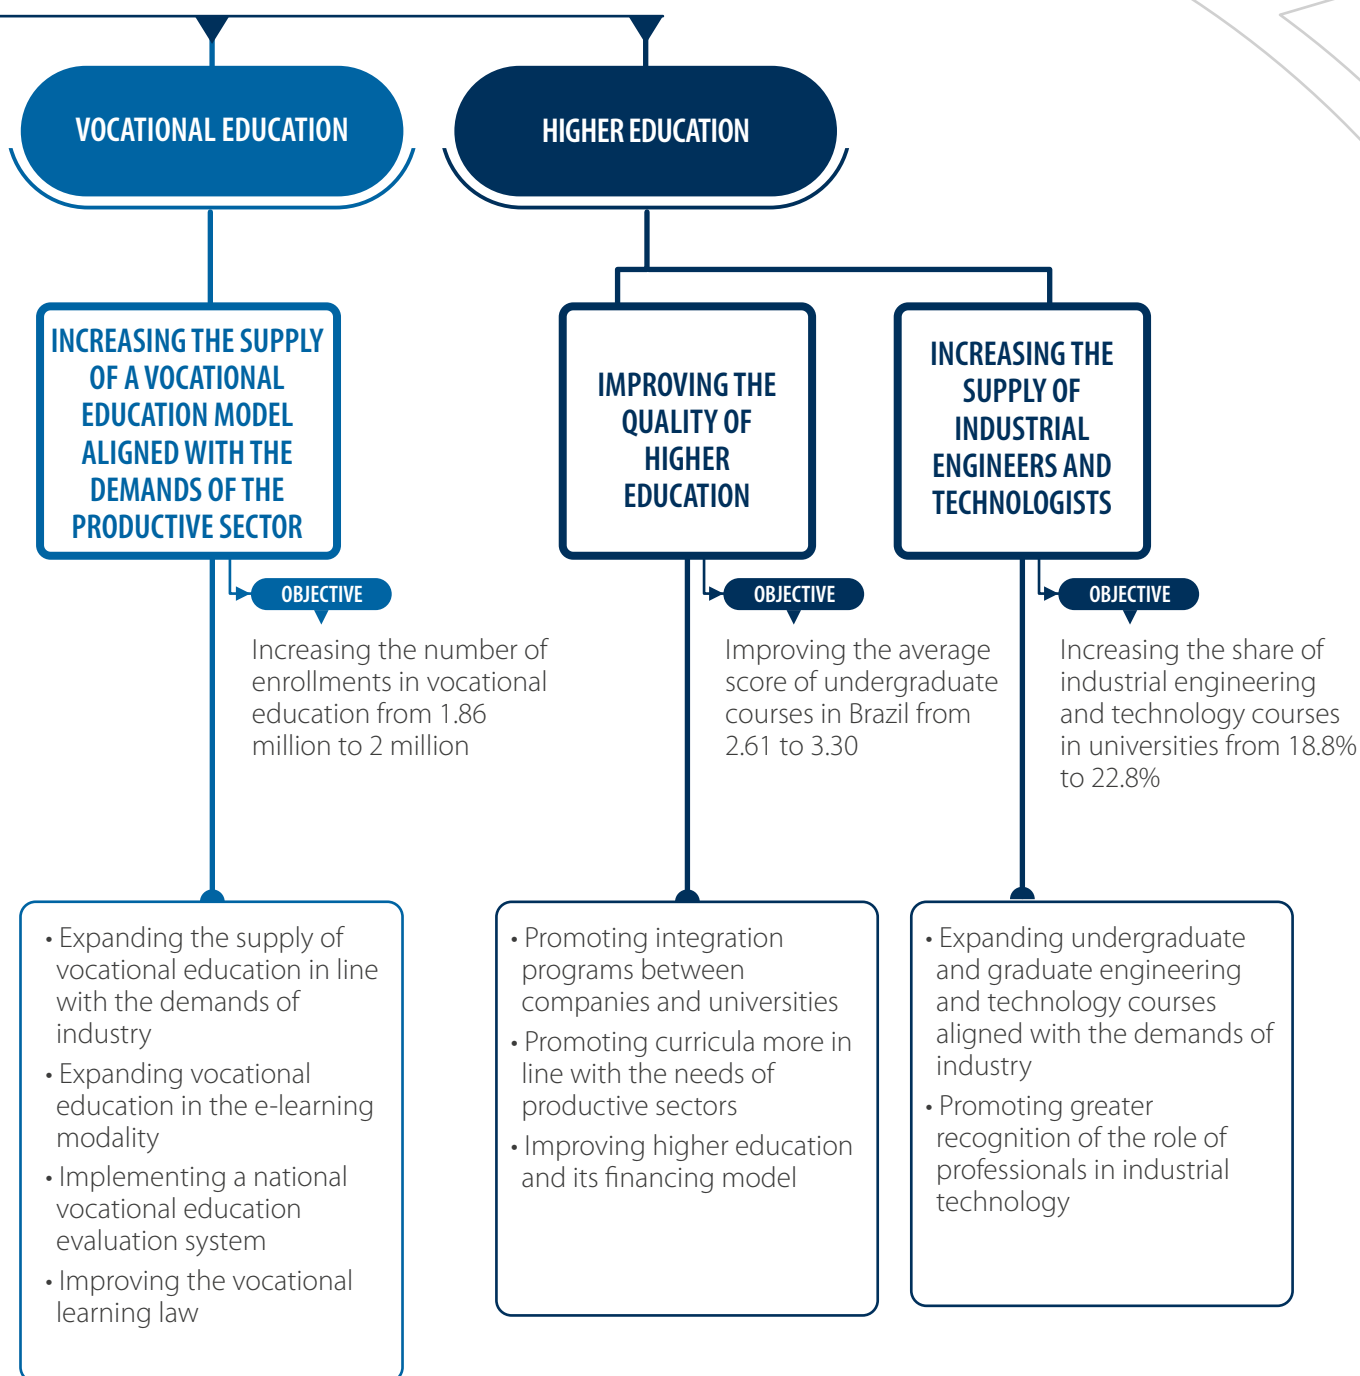 VOCATIONAL EDUCATION
HIGHER EDUCATION
INCREASING THE SUPPLY
OF A VOCATIONAL
EDUCATION MODEL
ALIGNED WITH THE
DEMANDS OF THE
PRODUCTIVE SECTOR
OBJECTIVE
Increasing the number of
enrollments in vocational
education from 1.86
million to 2 million
• Expanding the supply of
vocational education in line
with the demands of
industry
• Expanding vocational
education in the e-learning
modality
• Implementing a national
vocational education
evaluation system
• Improving the vocational
learning law
IMPROVING THE
QUALITY OF
HIGHER
EDUCATION
OBJECTIVE
Improving the average
score of undergraduate
courses in Brazil from
2.61 to 3.30
• Promoting integration
programs between
companies and universities
• Promoting curricula more in
line with the needs of
productive sectors
• Improving higher education
and its financing model
INCREASING THE
SUPPLY OF
INDUSTRIAL
ENGINEERS AND
TECHNOLOGISTS
OBJECTIVE
Increasing the share of
industrial engineering
and technology courses
in universities from 18.8%
to 22.8%
• Expanding undergraduate
and graduate engineering
and technology courses
aligned with the demands of
industry
• Promoting greater
recognition of the role of
professionals in industrial
technology